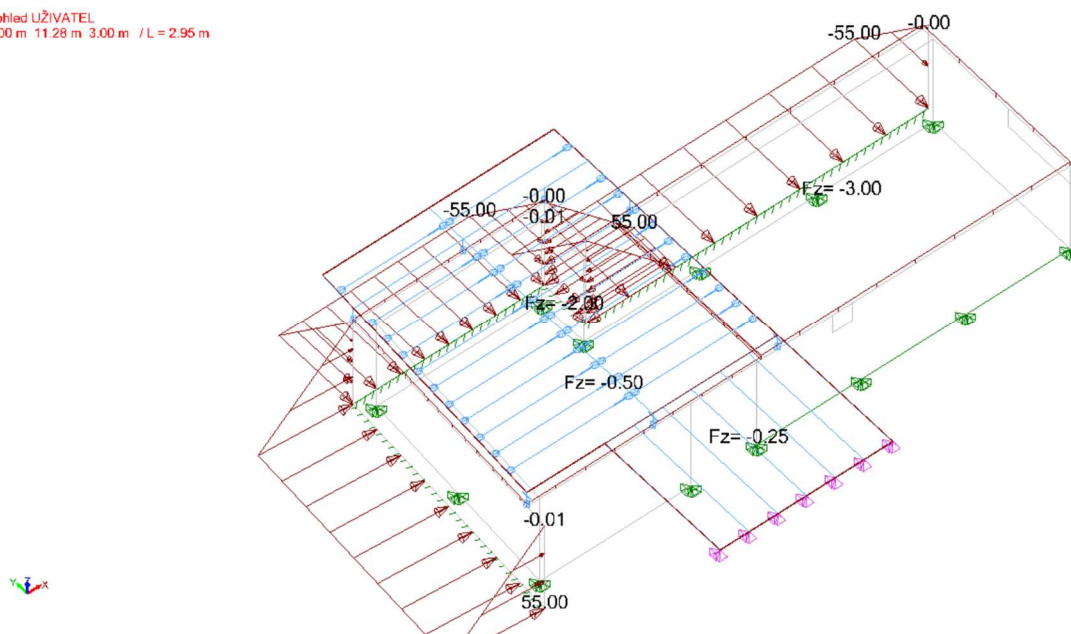 ohled UŽIVATEL
00 m 11.28 m 3.00 m / L = 2.95 m
-0.00
-55.00
Fz= -3.00
-0.00
-55.00
-0.01
55.00
Fz= -2.00
Fz= -0.50
Fz= -0.25
-0.01
55.00
Y Z X